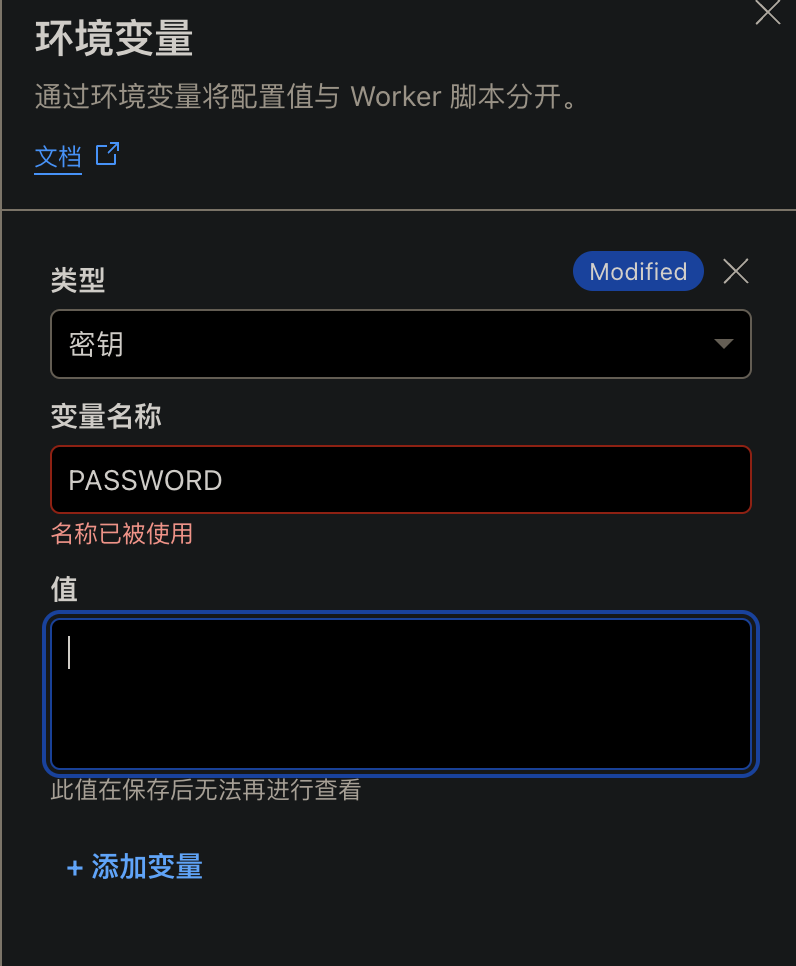 环境变量
通过环境变量将配置值与 Worker 脚本分开。
文档
类型
Modified
密钥
变量名称
PASSWORD
名称已被使用
值
此值在保存后无法再进行查看
+ 添加变量